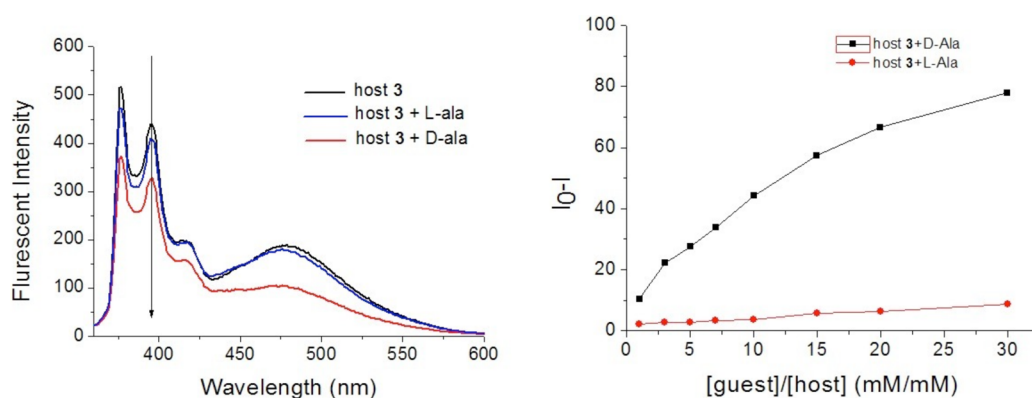 600
500
400
300
200
100
0
Flurescent Intensity
host 3
host 3 + L-ala
host 3 + D-ala
400 450 500 550 600
Wavelength (nm)
100
80
60
40
20
0
I0-I
host 3+D-Ala
host 3+L-Ala
0 5 10 15 20 25 30
[guest]/[host] (mM/mM)